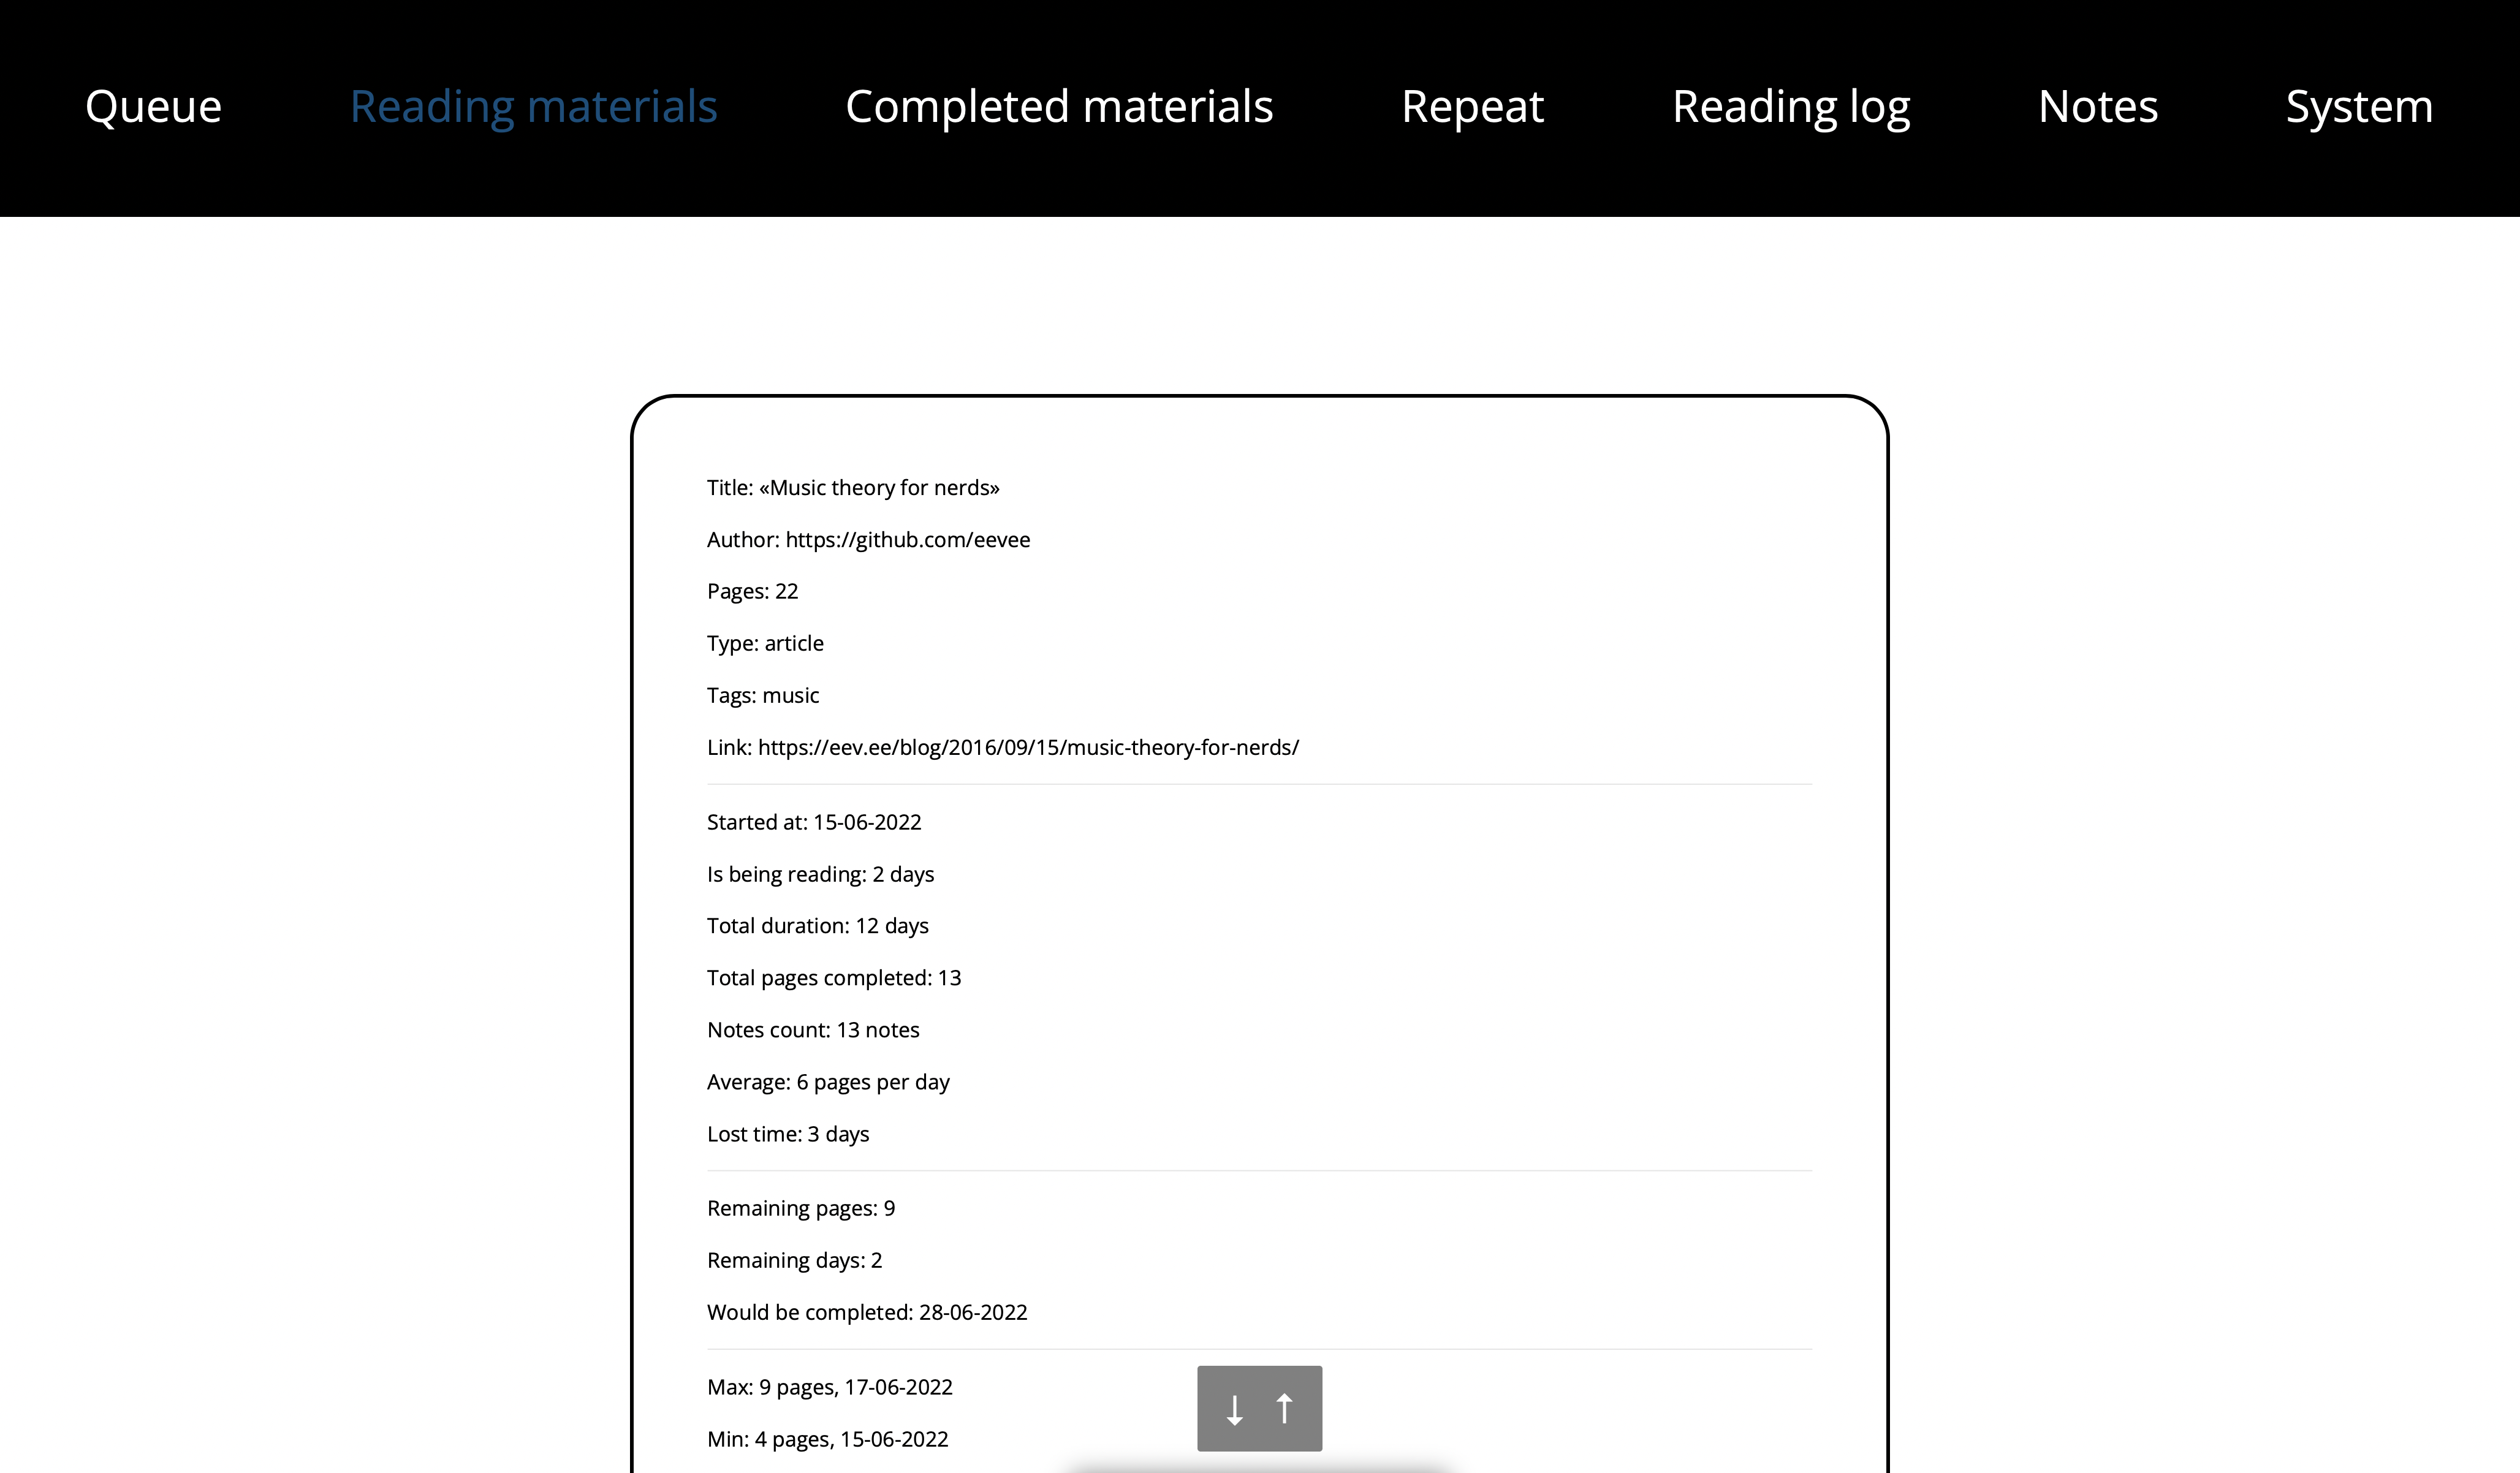 Queue Reading materials Completed materials Repeat Reading log Notes System
Title: «Music theory for nerds»
Author: https://github.com/eevee
Pages: 22
Type: article
Tags: music
Link: https://eev.ee/blog/2016/09/15/music-theory-for-nerds/
Started at: 15-06-2022
Is being reading: 2 days
Total duration: 12 days
Total pages completed: 13
Notes count: 13 notes
Average: 6 pages per day
Lost time: 3 days
Remaining pages: 9
Remaining days: 2
Would be completed: 28-06-2022
Max: 9 pages, 17-06-2022
Min: 4 pages, 15-06-2022
↓ ↑